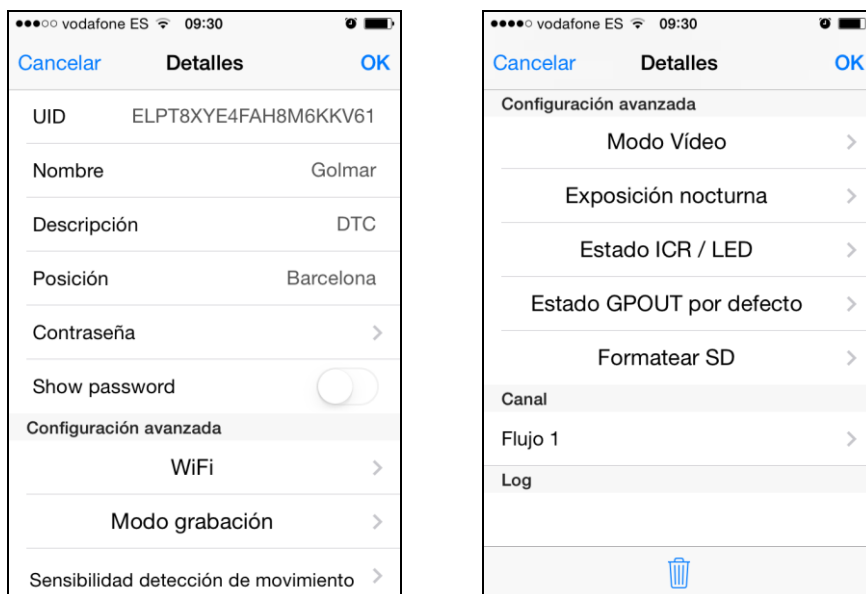 vodafone ES 09:30
Cancelar Detalles OK
UID ELPT8XYE4FAH8M6KKV61
Nombre Golmar
Descripción DTC
Posición Barcelona
Contraseña
Show password
Configuración avanzada
WiFi
Modo grabación
Sensibilidad detección de movimiento
vodafone ES 09:30
Cancelar Detalles OK
Configuración avanzada
Modo Vídeo
Exposición nocturna
Estado ICR / LED
Estado GPOUT por defecto
Formatear SD
Canal
Flujo 1
Log